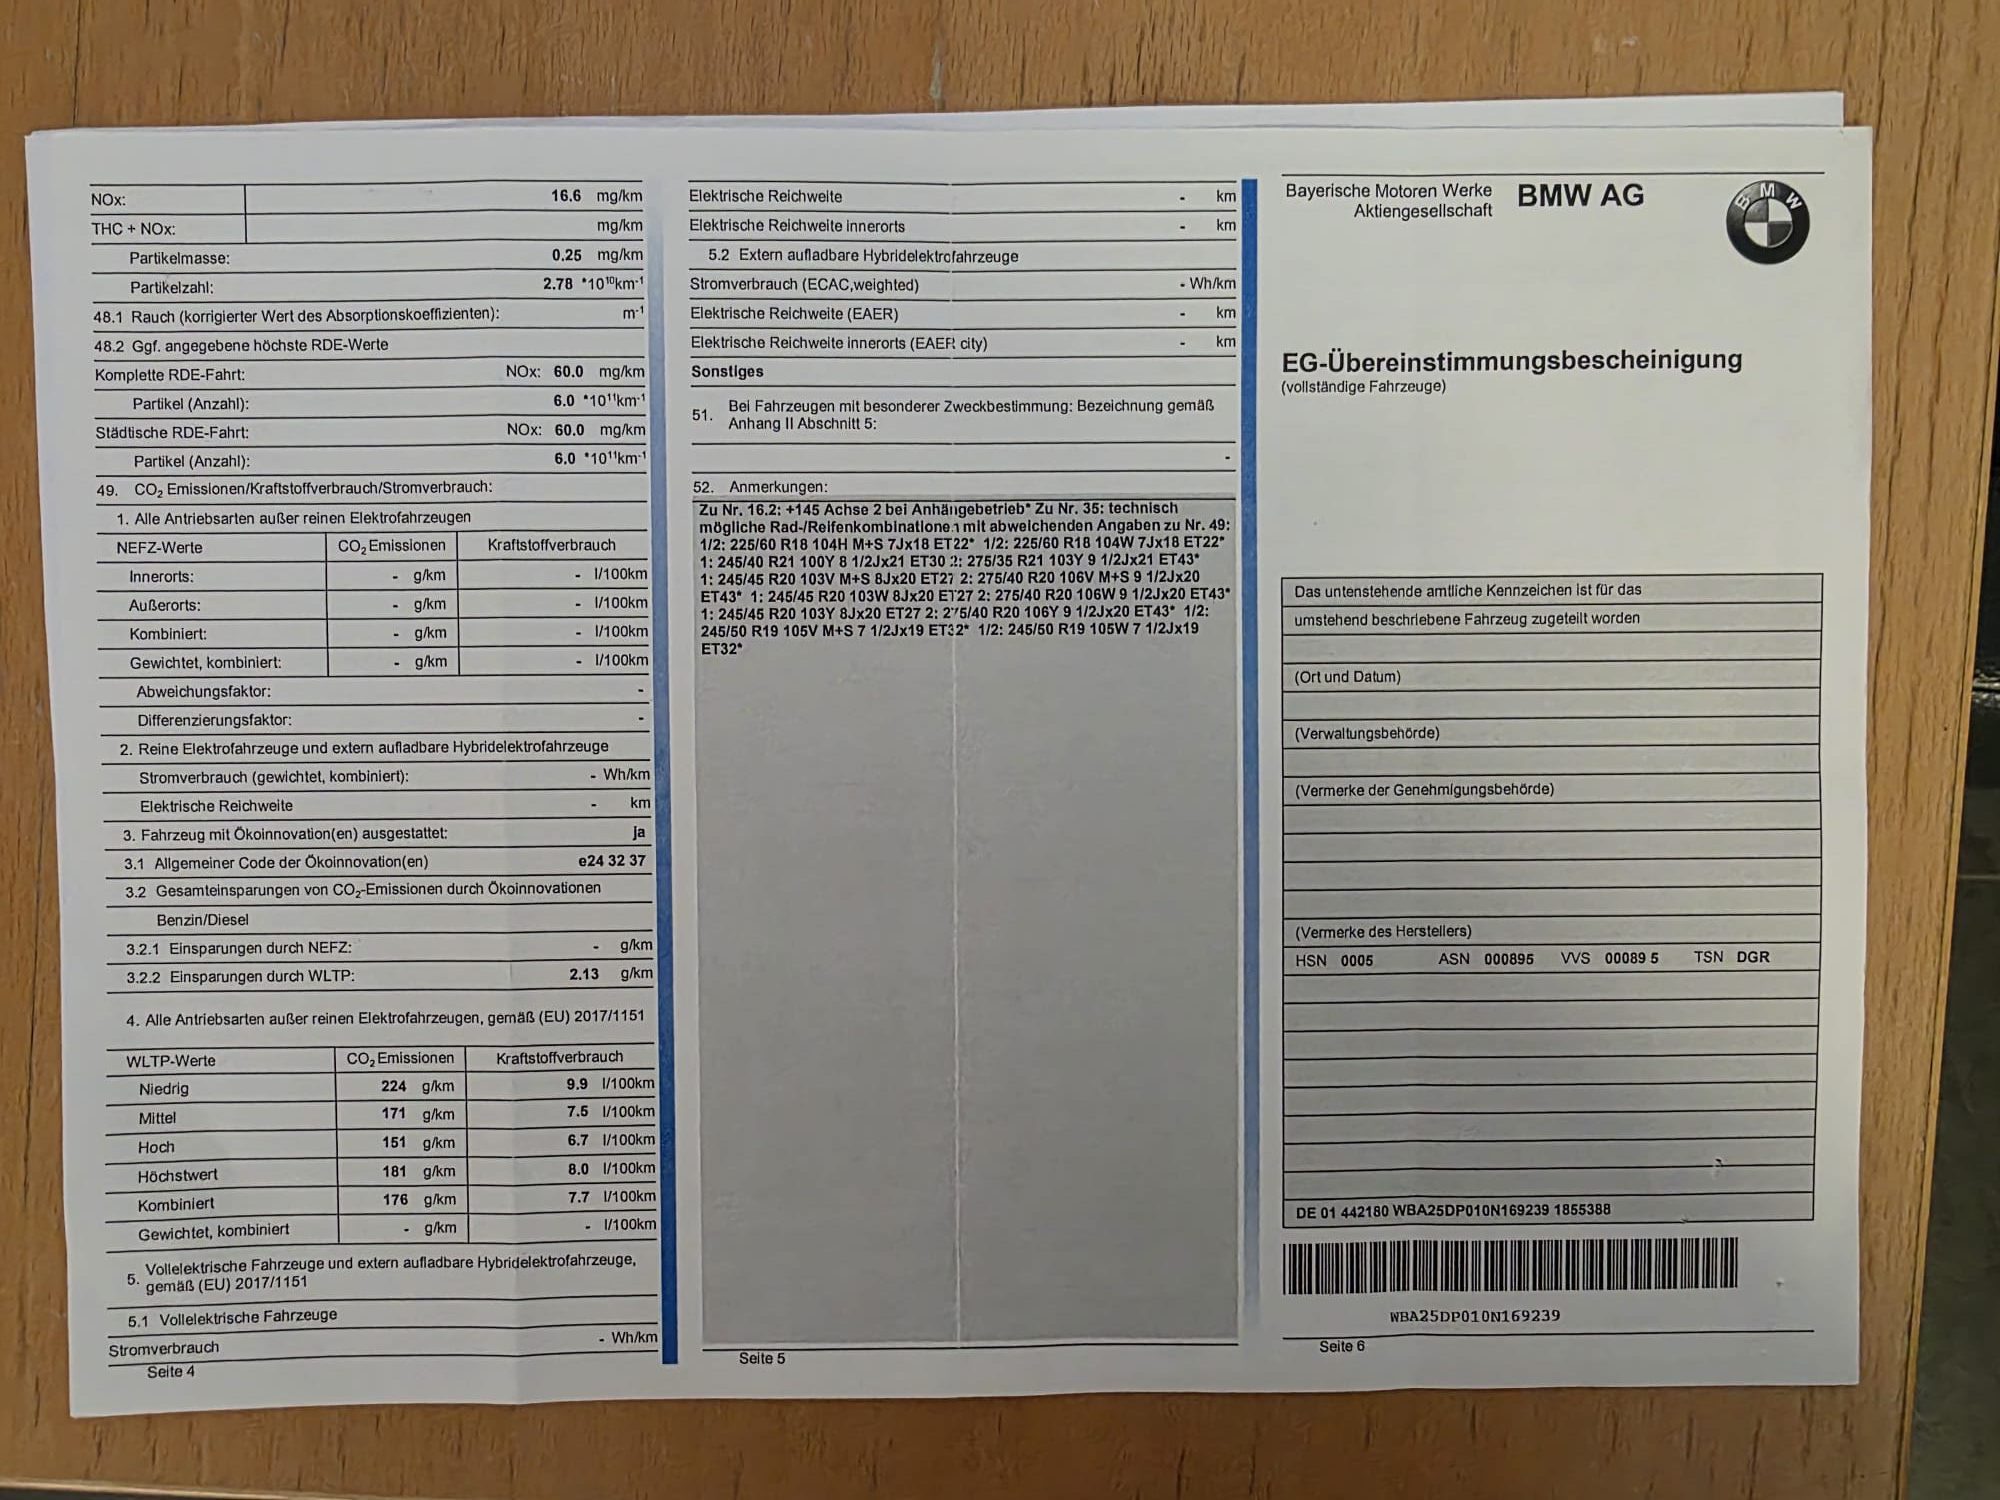 NOx: 16.6 mg/km
THC + NOx: mg/km
Partikelmasse: 0.25 mg/km
Partikelzahl: 2.78 *10¹⁰km⁻¹
48.1 Rauch (korrigierter Wert des Absorptionskoeffizienten): m⁻¹
48.2 Ggf. angegebene höchste RDE-Werte
Komplette RDE-Fahrt: NOx: 60.0 mg/km
Partikel (Anzahl): 6.0 *10¹¹km⁻¹
Städtische RDE-Fahrt: NOx: 60.0 mg/km
Partikel (Anzahl): 6.0 *10¹¹km⁻¹
49. CO₂ Emissionen/Kraftstoffverbrauch/Stromverbrauch:
1. Alle Antriebsarten außer reinen Elektrofahrzeugen
NEFZ-Werte CO₂ Emissionen Kraftstoffverbrauch
Innerorts: - g/km - l/100km
Außerorts: - g/km - l/100km
Kombiniert: - g/km - l/100km
Gewichtet, kombiniert: - g/km - l/100km
Abweichungsfaktor: -
Differenzierungsfaktor: -
2. Reine Elektrofahrzeuge und extern aufladbare Hybridelektrofahrzeuge
Stromverbrauch (gewichtet, kombiniert): - Wh/km
Elektrische Reichweite - km
3. Fahrzeug mit Ökoinnovation(en) ausgestattet: ja
3.1 Allgemeiner Code der Ökoinnovation(en) e24 32 37
3.2 Gesamteinsparungen von CO₂-Emissionen durch Ökoinnovationen
Benzin/Diesel
3.2.1 Einsparungen durch NEFZ: - g/km
3.2.2 Einsparungen durch WLTP: 2.13 g/km
4. Alle Antriebsarten außer reinen Elektrofahrzeugen, gemäß (EU) 2017/1151
WLTP-Werte CO₂ Emissionen Kraftstoffverbrauch
Niedrig 224 g/km 9.9 l/100km
Mittel 171 g/km 7.5 l/100km
Hoch 151 g/km 6.7 l/100km
Höchstwert 181 g/km 8.0 l/100km
Kombiniert 176 g/km 7.7 l/100km
Gewichtet, kombiniert - g/km - l/100km
5. Vollelektrische Fahrzeuge und extern aufladbare Hybridelektrofahrzeuge,
gemäß (EU) 2017/1151
5.1 Vollelektrische Fahrzeuge
Stromverbrauch - Wh/km
Seite 4
Elektrische Reichweite - km
Elektrische Reichweite innerorts - km
5.2 Extern aufladbare Hybridelektrofahrzeuge
Stromverbrauch (ECAC,weighted) - Wh/km
Elektrische Reichweite (EAER) - km
Elektrische Reichweite innerorts (EAER city) - km
Sonstiges
51. Bei Fahrzeugen mit besonderer Zweckbestimmung: Bezeichnung gemäß
Anhang II Abschnitt 5:
-
52. Anmerkungen:
Zu Nr. 16.2: +145 Achse 2 bei Anhängebetrieb* Zu Nr. 35: technisch
mögliche Rad-/Reifenkombinationen mit abweichenden Angaben zu Nr. 49:
1/2: 225/60 R18 104H M+S 7Jx18 ET22* 1/2: 225/60 R18 104W 7Jx18 ET22*
1: 245/40 R21 100Y 8 1/2Jx21 ET30 2: 275/35 R21 103Y 9 1/2Jx21 ET43*
1: 245/45 R20 103V M+S 8Jx20 ET27 2: 275/40 R20 106V M+S 9 1/2Jx20
ET43* 1: 245/45 R20 103W 8Jx20 ET27 2: 275/40 R20 106W 9 1/2Jx20 ET43*
1: 245/45 R20 103Y 8Jx20 ET27 2: 275/40 R20 106Y 9 1/2Jx20 ET43* 1/2:
245/50 R19 105V M+S 7 1/2Jx19 ET32* 1/2: 245/50 R19 105W 7 1/2Jx19
ET32*
Seite 5
Bayerische Motoren Werke
Aktiengesellschaft
BMW AG
BMW
EG-Übereinstimmungsbescheinigung
(vollständige Fahrzeuge)
Das untenstehende amtliche Kennzeichen ist für das
umstehend beschriebene Fahrzeug zugeteilt worden
(Ort und Datum)
(Verwaltungsbehörde)
(Vermerke der Genehmigungsbehörde)
(Vermerke des Herstellers)
HSN 0005 ASN 000895 VVS 00089 5 TSN DGR
DE 01 442180 WBA25DP010N169239 1855388
WBA25DP010N169239
Seite 6